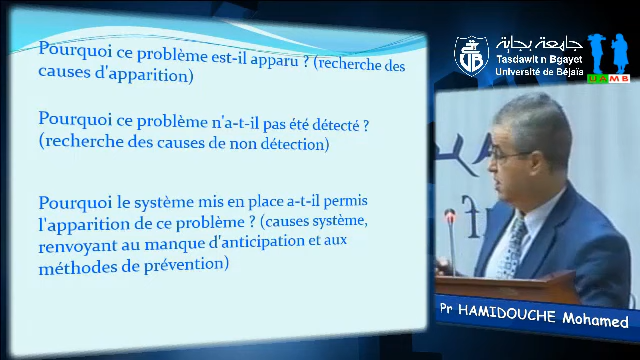 Pourquoi ce problème est-il apparu ? (recherche des
causes d'apparition)
Pourquoi ce problème n'a-t-il pas été détecté ?
(recherche des causes de non détection)
Pourquoi le système mis en place a-t-il permis
l'apparition de ce problème ? (causes système,
renvoyant au manque d'anticipation et aux
méthodes de prévention)
جامعة بجاية
Tasdawit n Bgayet
Université de Béjaïa
UAMB
Pr HAMIDOUCHE Mohamed